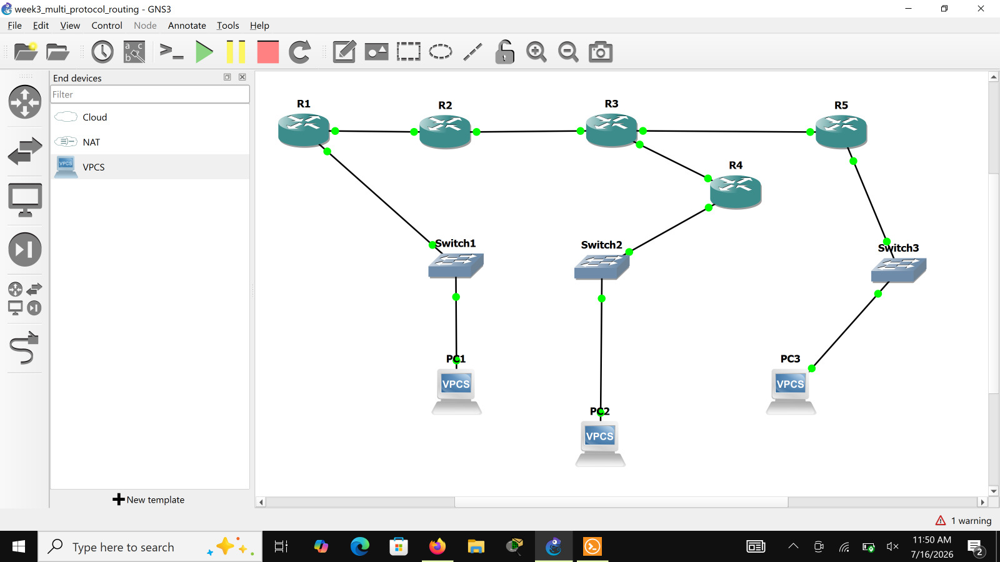 week3_multi_protocol_routing - GNS3
File Edit View Control Node Annotate Tools Help
End devices
Filter
Cloud
NAT
VPCS
New template
R1
R2
R3
R5
R4
Switch1
Switch2
Switch3
PC1
VPCS
PC2
VPCS
PC3
VPCS
1 warning
Type here to search
11:50 AM
7/16/2026
2